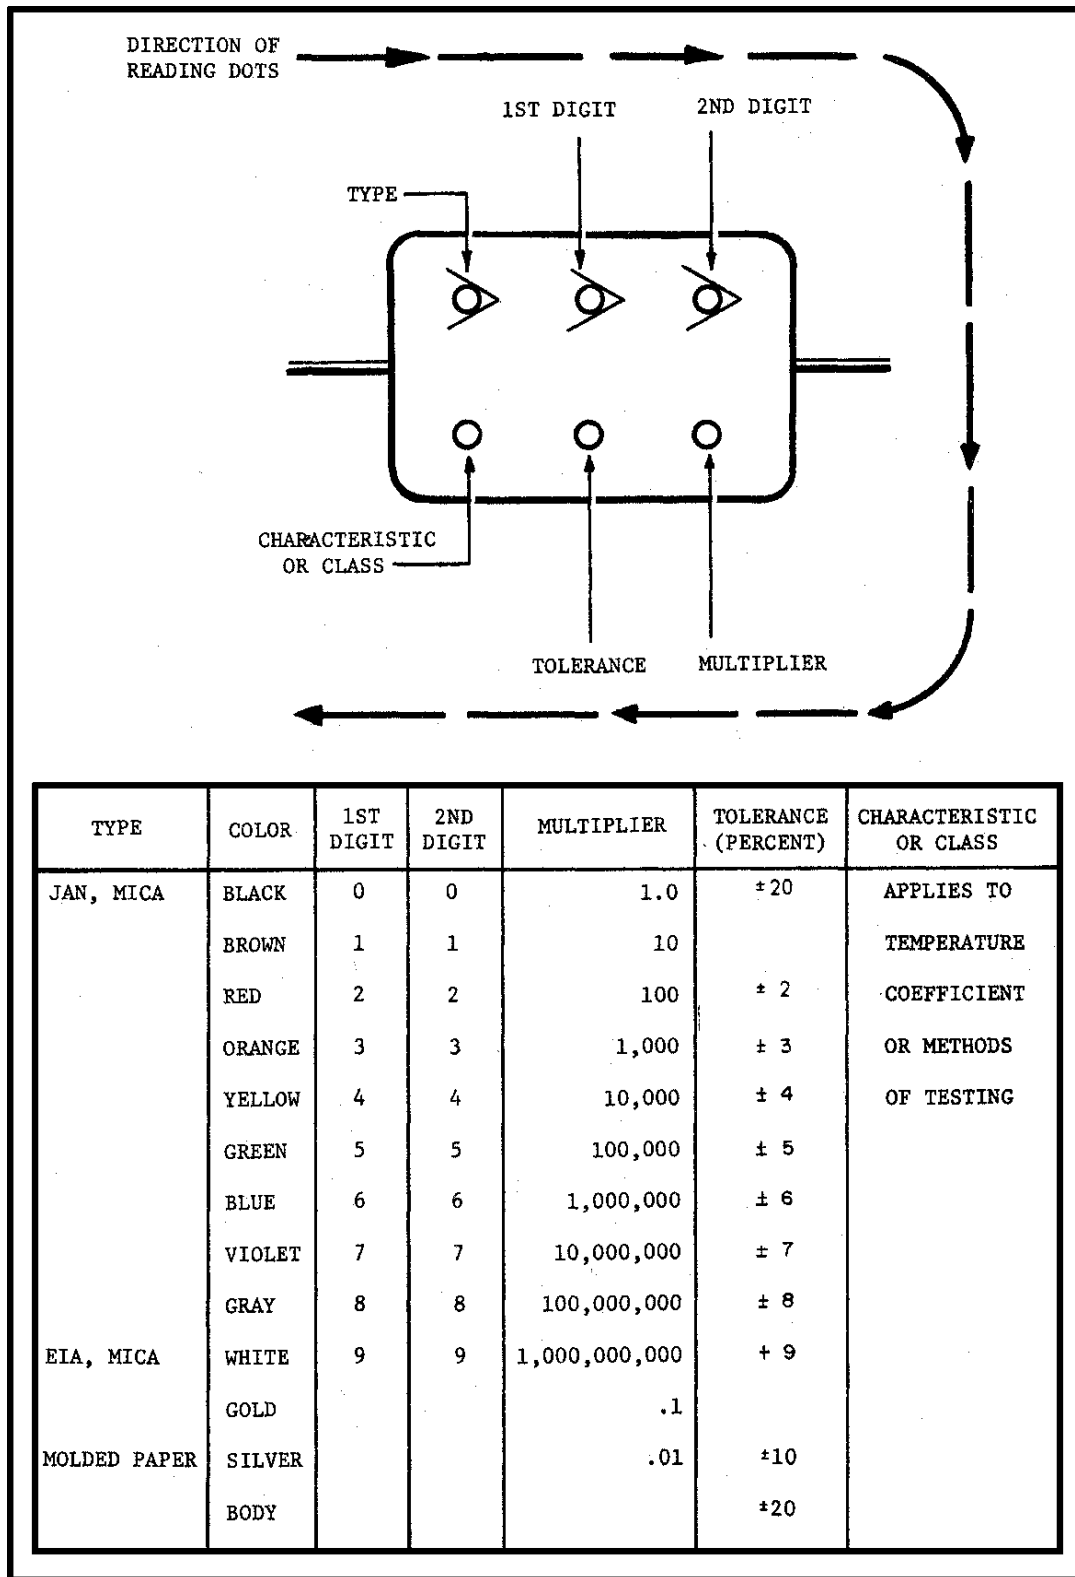 DIRECTION OF
READING DOTS
1ST DIGIT
2ND DIGIT
TYPE
CHARACTERISTIC
OR CLASS
TOLERANCE
MULTIPLIER
TYPE COLOR 1ST DIGIT 2ND DIGIT MULTIPLIER TOLERANCE (PERCENT) CHARACTERISTIC OR CLASS
JAN, MICA BLACK 0 0 1.0 ±20 APPLIES TO
BROWN 1 1 10 TEMPERATURE
RED 2 2 100 ± 2 COEFFICIENT
ORANGE 3 3 1,000 ± 3 OR METHODS
YELLOW 4 4 10,000 ± 4 OF TESTING
GREEN 5 5 100,000 ± 5
BLUE 6 6 1,000,000 ± 6
VIOLET 7 7 10,000,000 ± 7
GRAY 8 8 100,000,000 ± 8
EIA, MICA WHITE 9 9 1,000,000,000 + 9
GOLD .1
MOLDED PAPER SILVER .01 ±10
BODY ±20